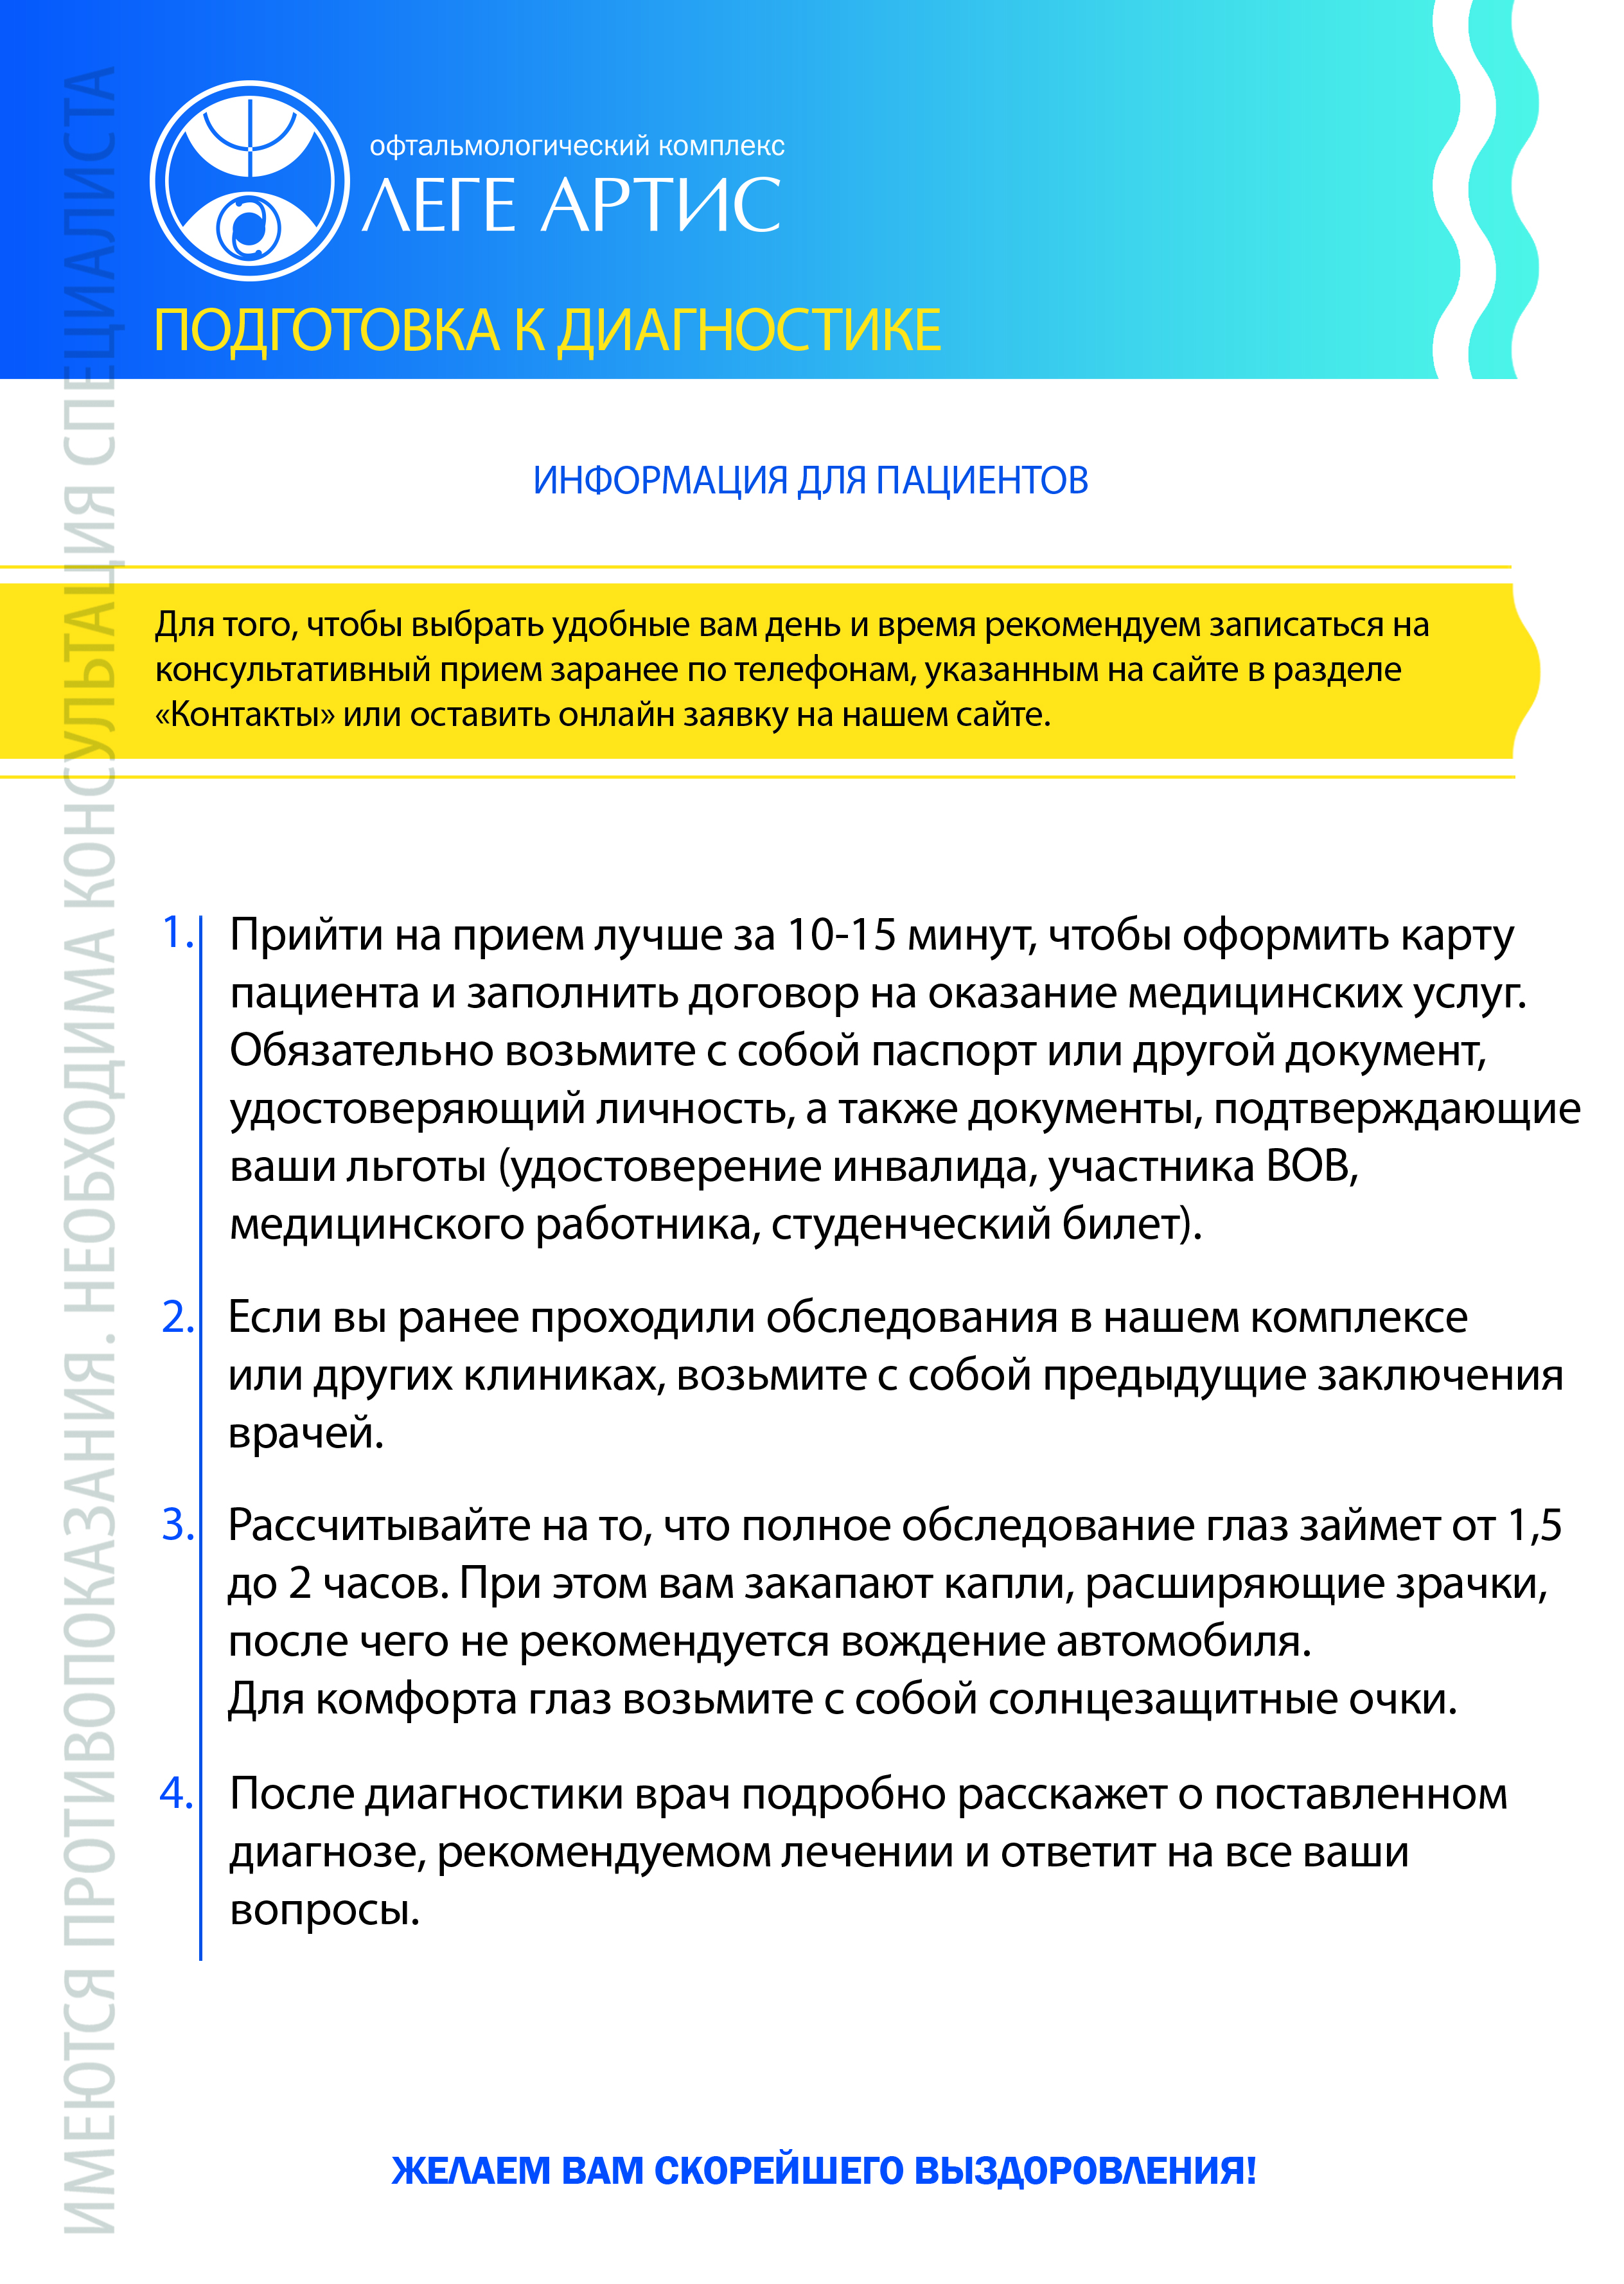 офтальмологический комплекс
ЛЕГЕ АРТИС
ПОДГОТОВКА К ДИАГНОСТИКЕ
ИНФОРМАЦИЯ ДЛЯ ПАЦИЕНТОВ
Для того, чтобы выбрать удобные вам день и время рекомендуем записаться на
консультативный прием заранее по телефонам, указанным на сайте в разделе
«Контакты» или оставить онлайн заявку на нашем сайте.
1. Прийти на прием лучше за 10-15 минут, чтобы оформить карту
пациента и заполнить договор на оказание медицинских услуг.
Обязательно возьмите с собой паспорт или другой документ,
удостоверяющий личность, а также документы, подтверждающие
ваши льготы (удостоверение инвалида, участника ВОВ,
медицинского работника, студенческий билет).
2. Если вы ранее проходили обследования в нашем комплексе
или других клиниках, возьмите с собой предыдущие заключения
врачей.
3. Рассчитывайте на то, что полное обследование глаз займет от 1,5
до 2 часов. При этом вам закапают капли, расширяющие зрачки,
после чего не рекомендуется вождение автомобиля.
Для комфорта глаз возьмите с собой солнцезащитные очки.
4. После диагностики врач подробно расскажет о поставленном
диагнозе, рекомендуемом лечении и ответит на все ваши
вопросы.
ЖЕЛАЕМ ВАМ СКОРЕЙШЕГО ВЫЗДОРОВЛЕНИЯ!
ИМЕЮТСЯ ПРОТИВОПОКАЗАНИЯ. НЕОБХОДИМА КОНСУЛЬТАЦИЯ СПЕЦИАЛИСТА